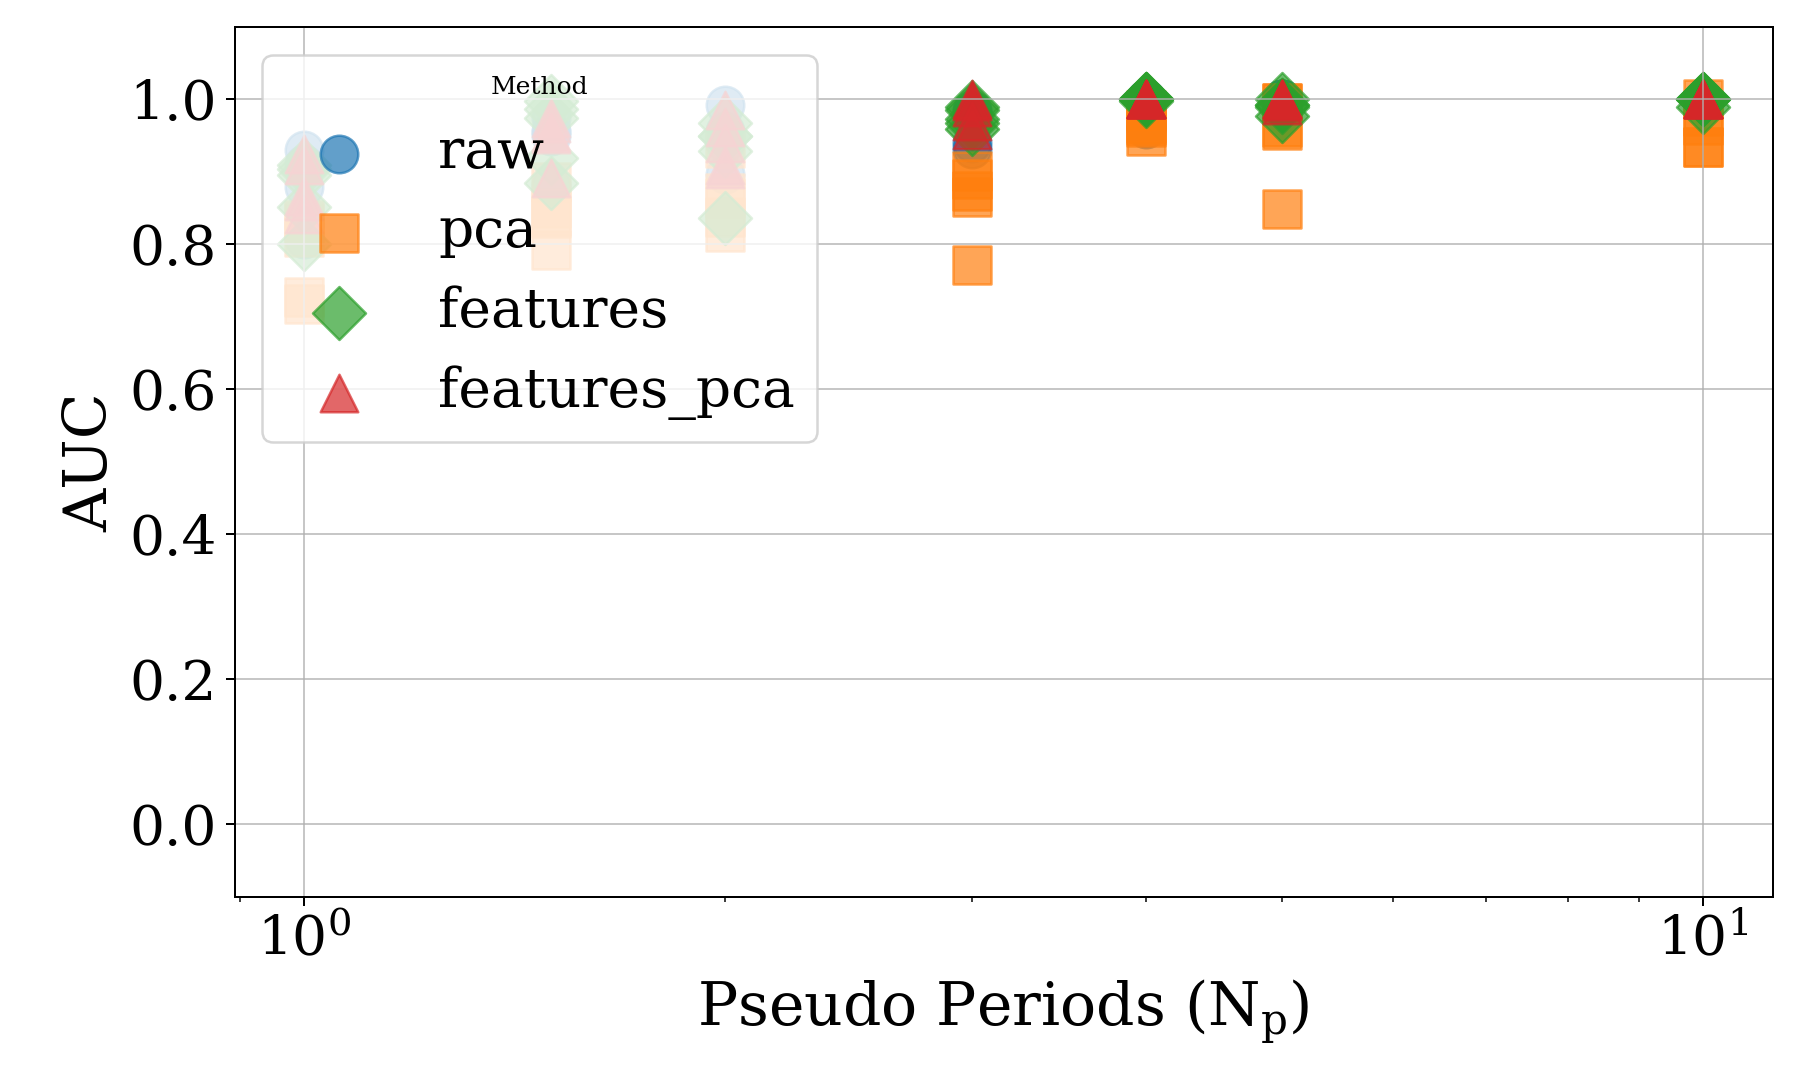 Method
raw
pca
features
features_pca
1.0
0.8
0.6
0.4
0.2
0.0
AUC
10⁰
10¹
Pseudo Periods (Nₚ)